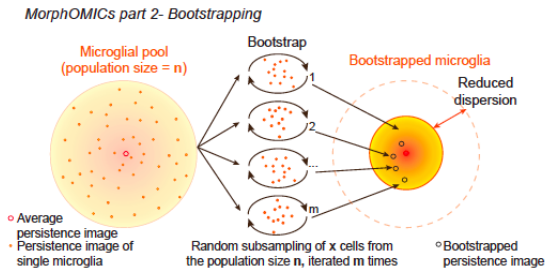 MorphOMICs part 2- Bootstrapping
Microglial pool
(population size = n)
Bootstrap
Bootstrapped microglia
Reduced
dispersion
1
2
...
m
Average
persistence image
Persistence image of
single microglia
Random subsampling of x cells from
the population size n, iterated m times
Bootstrapped
persistence image